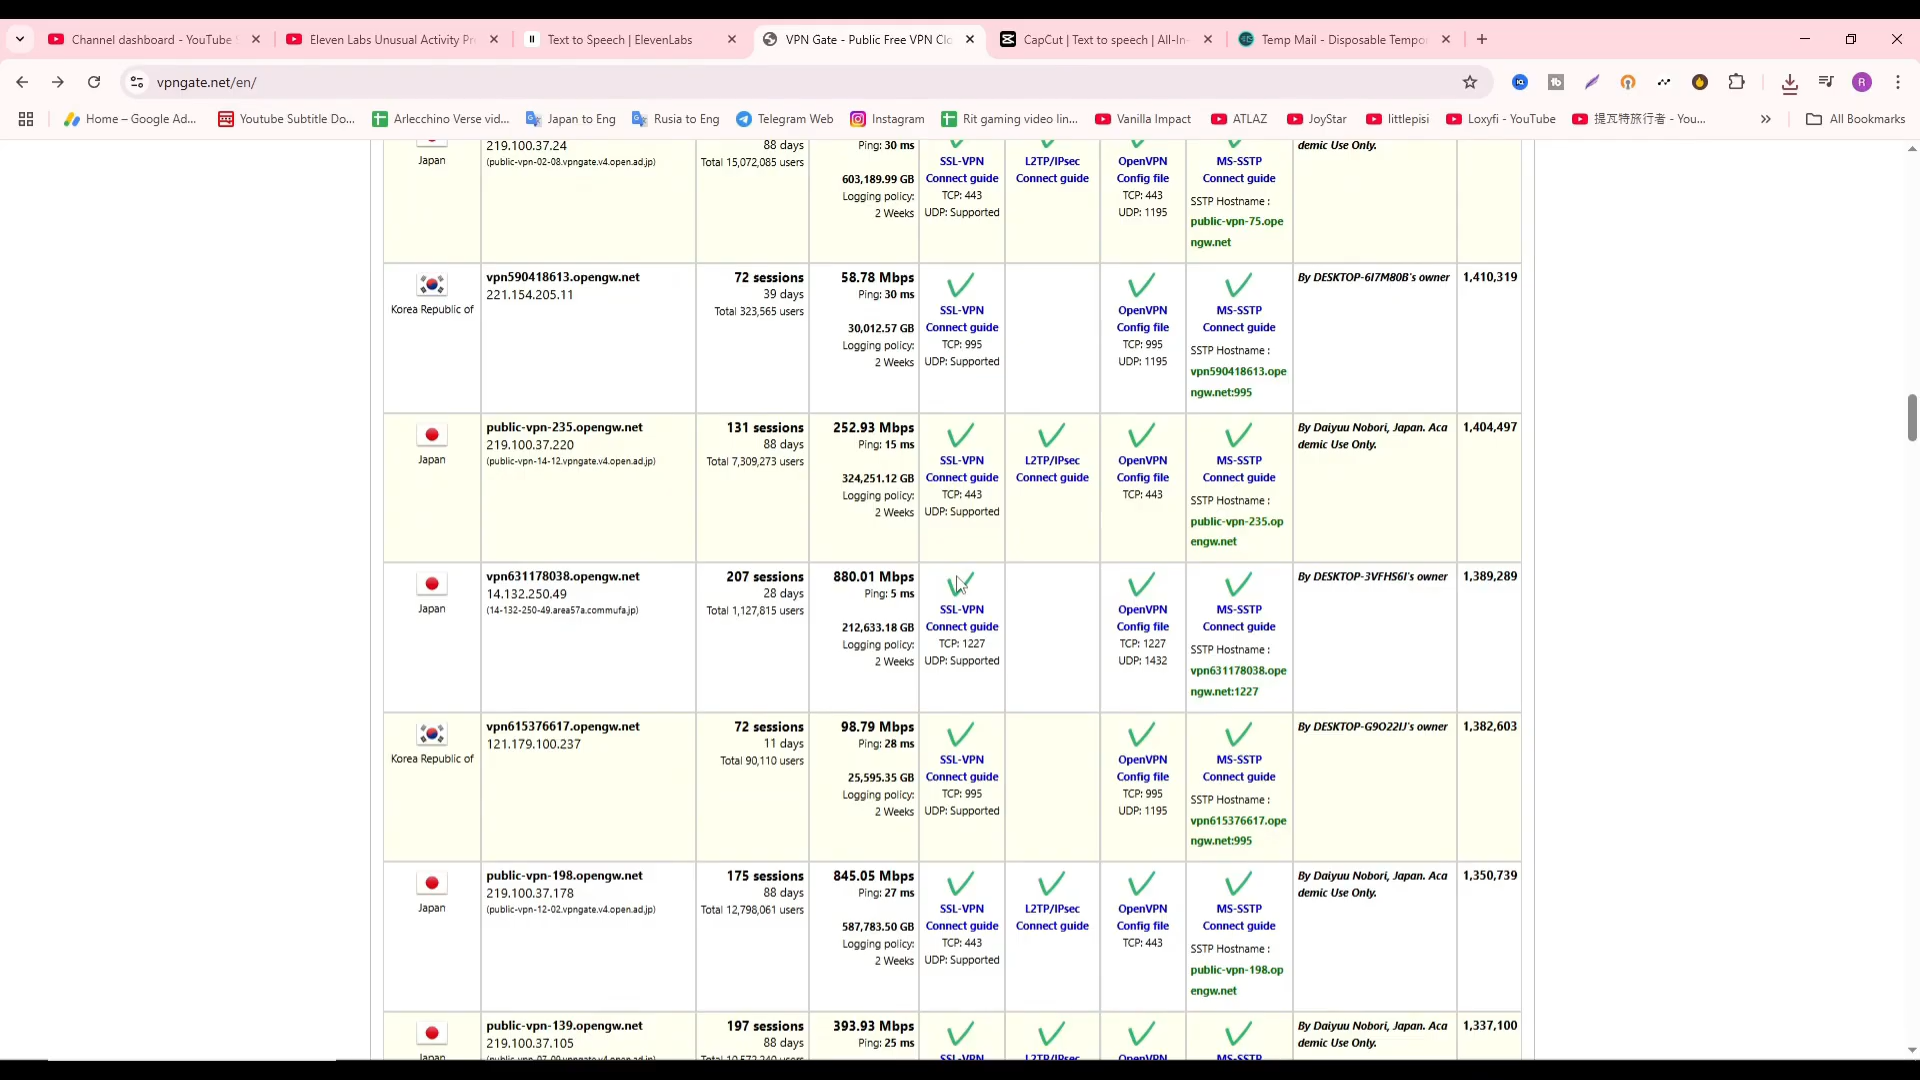 Channel dashboard - YouTube
Eleven Labs Unusual Activity Pr
Text to Speech | ElevenLabs
VPN Gate - Public Free VPN Clo
CapCut | Text to speech | All-In-
Temp Mail - Disposable Tempo
vpngate.net/en/
R
Home – Google Ad...
Youtube Subtitle Do...
Arlecchino Verse vid...
Japan to Eng
Rusia to Eng
Telegram Web
Instagram
Rit gaming video lin...
Vanilla Impact
ATLAZ
JoyStar
littlepisi
Loxyfi - YouTube
提瓦特旅行者 - You...
All Bookmarks
Japan
219.100.37.24
(public-vpn-02-08.vpngate.v4.open.ad.jp)
88 days
Total 15,072,085 users
Ping: 30 ms
603,189.99 GB
Logging policy:
2 Weeks
SSL-VPN
Connect guide
TCP: 443
UDP: Supported
L2TP/IPsec
Connect guide
OpenVPN
Config file
TCP: 443
UDP: 1195
MS-SSTP
Connect guide
SSTP Hostname :
public-vpn-75.ope
ngw.net
demic Use Only.
Korea Republic of
vpn590418613.opengw.net
221.154.205.11
72 sessions
39 days
Total 323,565 users
58.78 Mbps
Ping: 30 ms
30,012.57 GB
Logging policy:
2 Weeks
SSL-VPN
Connect guide
TCP: 995
UDP: Supported
OpenVPN
Config file
TCP: 995
UDP: 1195
MS-SSTP
Connect guide
SSTP Hostname :
vpn590418613.ope
ngw.net:995
By DESKTOP-6I7M80B's owner
1,410,319
Japan
public-vpn-235.opengw.net
219.100.37.220
(public-vpn-14-12.vpngate.v4.open.ad.jp)
131 sessions
88 days
Total 7,309,273 users
252.93 Mbps
Ping: 15 ms
324,251.12 GB
Logging policy:
2 Weeks
SSL-VPN
Connect guide
TCP: 443
UDP: Supported
L2TP/IPsec
Connect guide
OpenVPN
Config file
TCP: 443
MS-SSTP
Connect guide
SSTP Hostname :
public-vpn-235.op
engw.net
By Daiyuu Nobori, Japan. Aca
demic Use Only.
1,404,497
Japan
vpn631178038.opengw.net
14.132.250.49
(14-132-250-49.area57a.commufa.jp)
207 sessions
28 days
Total 1,127,815 users
880.01 Mbps
Ping: 5 ms
212,633.18 GB
Logging policy:
2 Weeks
SSL-VPN
Connect guide
TCP: 1227
UDP: Supported
OpenVPN
Config file
TCP: 1227
UDP: 1432
MS-SSTP
Connect guide
SSTP Hostname :
vpn631178038.ope
ngw.net:1227
By DESKTOP-3VFHS6I's owner
1,389,289
Korea Republic of
vpn615376617.opengw.net
121.179.100.237
72 sessions
11 days
Total 90,110 users
98.79 Mbps
Ping: 28 ms
25,595.35 GB
Logging policy:
2 Weeks
SSL-VPN
Connect guide
TCP: 995
UDP: Supported
OpenVPN
Config file
TCP: 995
UDP: 1195
MS-SSTP
Connect guide
SSTP Hostname :
vpn615376617.ope
ngw.net:995
By DESKTOP-G9O22IJ's owner
1,382,603
Japan
public-vpn-198.opengw.net
219.100.37.178
(public-vpn-12-02.vpngate.v4.open.ad.jp)
175 sessions
88 days
Total 12,798,061 users
845.05 Mbps
Ping: 27 ms
587,783.50 GB
Logging policy:
2 Weeks
SSL-VPN
Connect guide
TCP: 443
UDP: Supported
L2TP/IPsec
Connect guide
OpenVPN
Config file
TCP: 443
MS-SSTP
Connect guide
SSTP Hostname :
public-vpn-198.op
engw.net
By Daiyuu Nobori, Japan. Aca
demic Use Only.
1,350,739
Japan
public-vpn-139.opengw.net
219.100.37.105
197 sessions
88 days
393.93 Mbps
Ping: 25 ms
SSL-VPN
L2TP/IPsec
OpenVPN
MS-SSTP
By Daiyuu Nobori, Japan. Aca
demic Use Only.
1,337,100